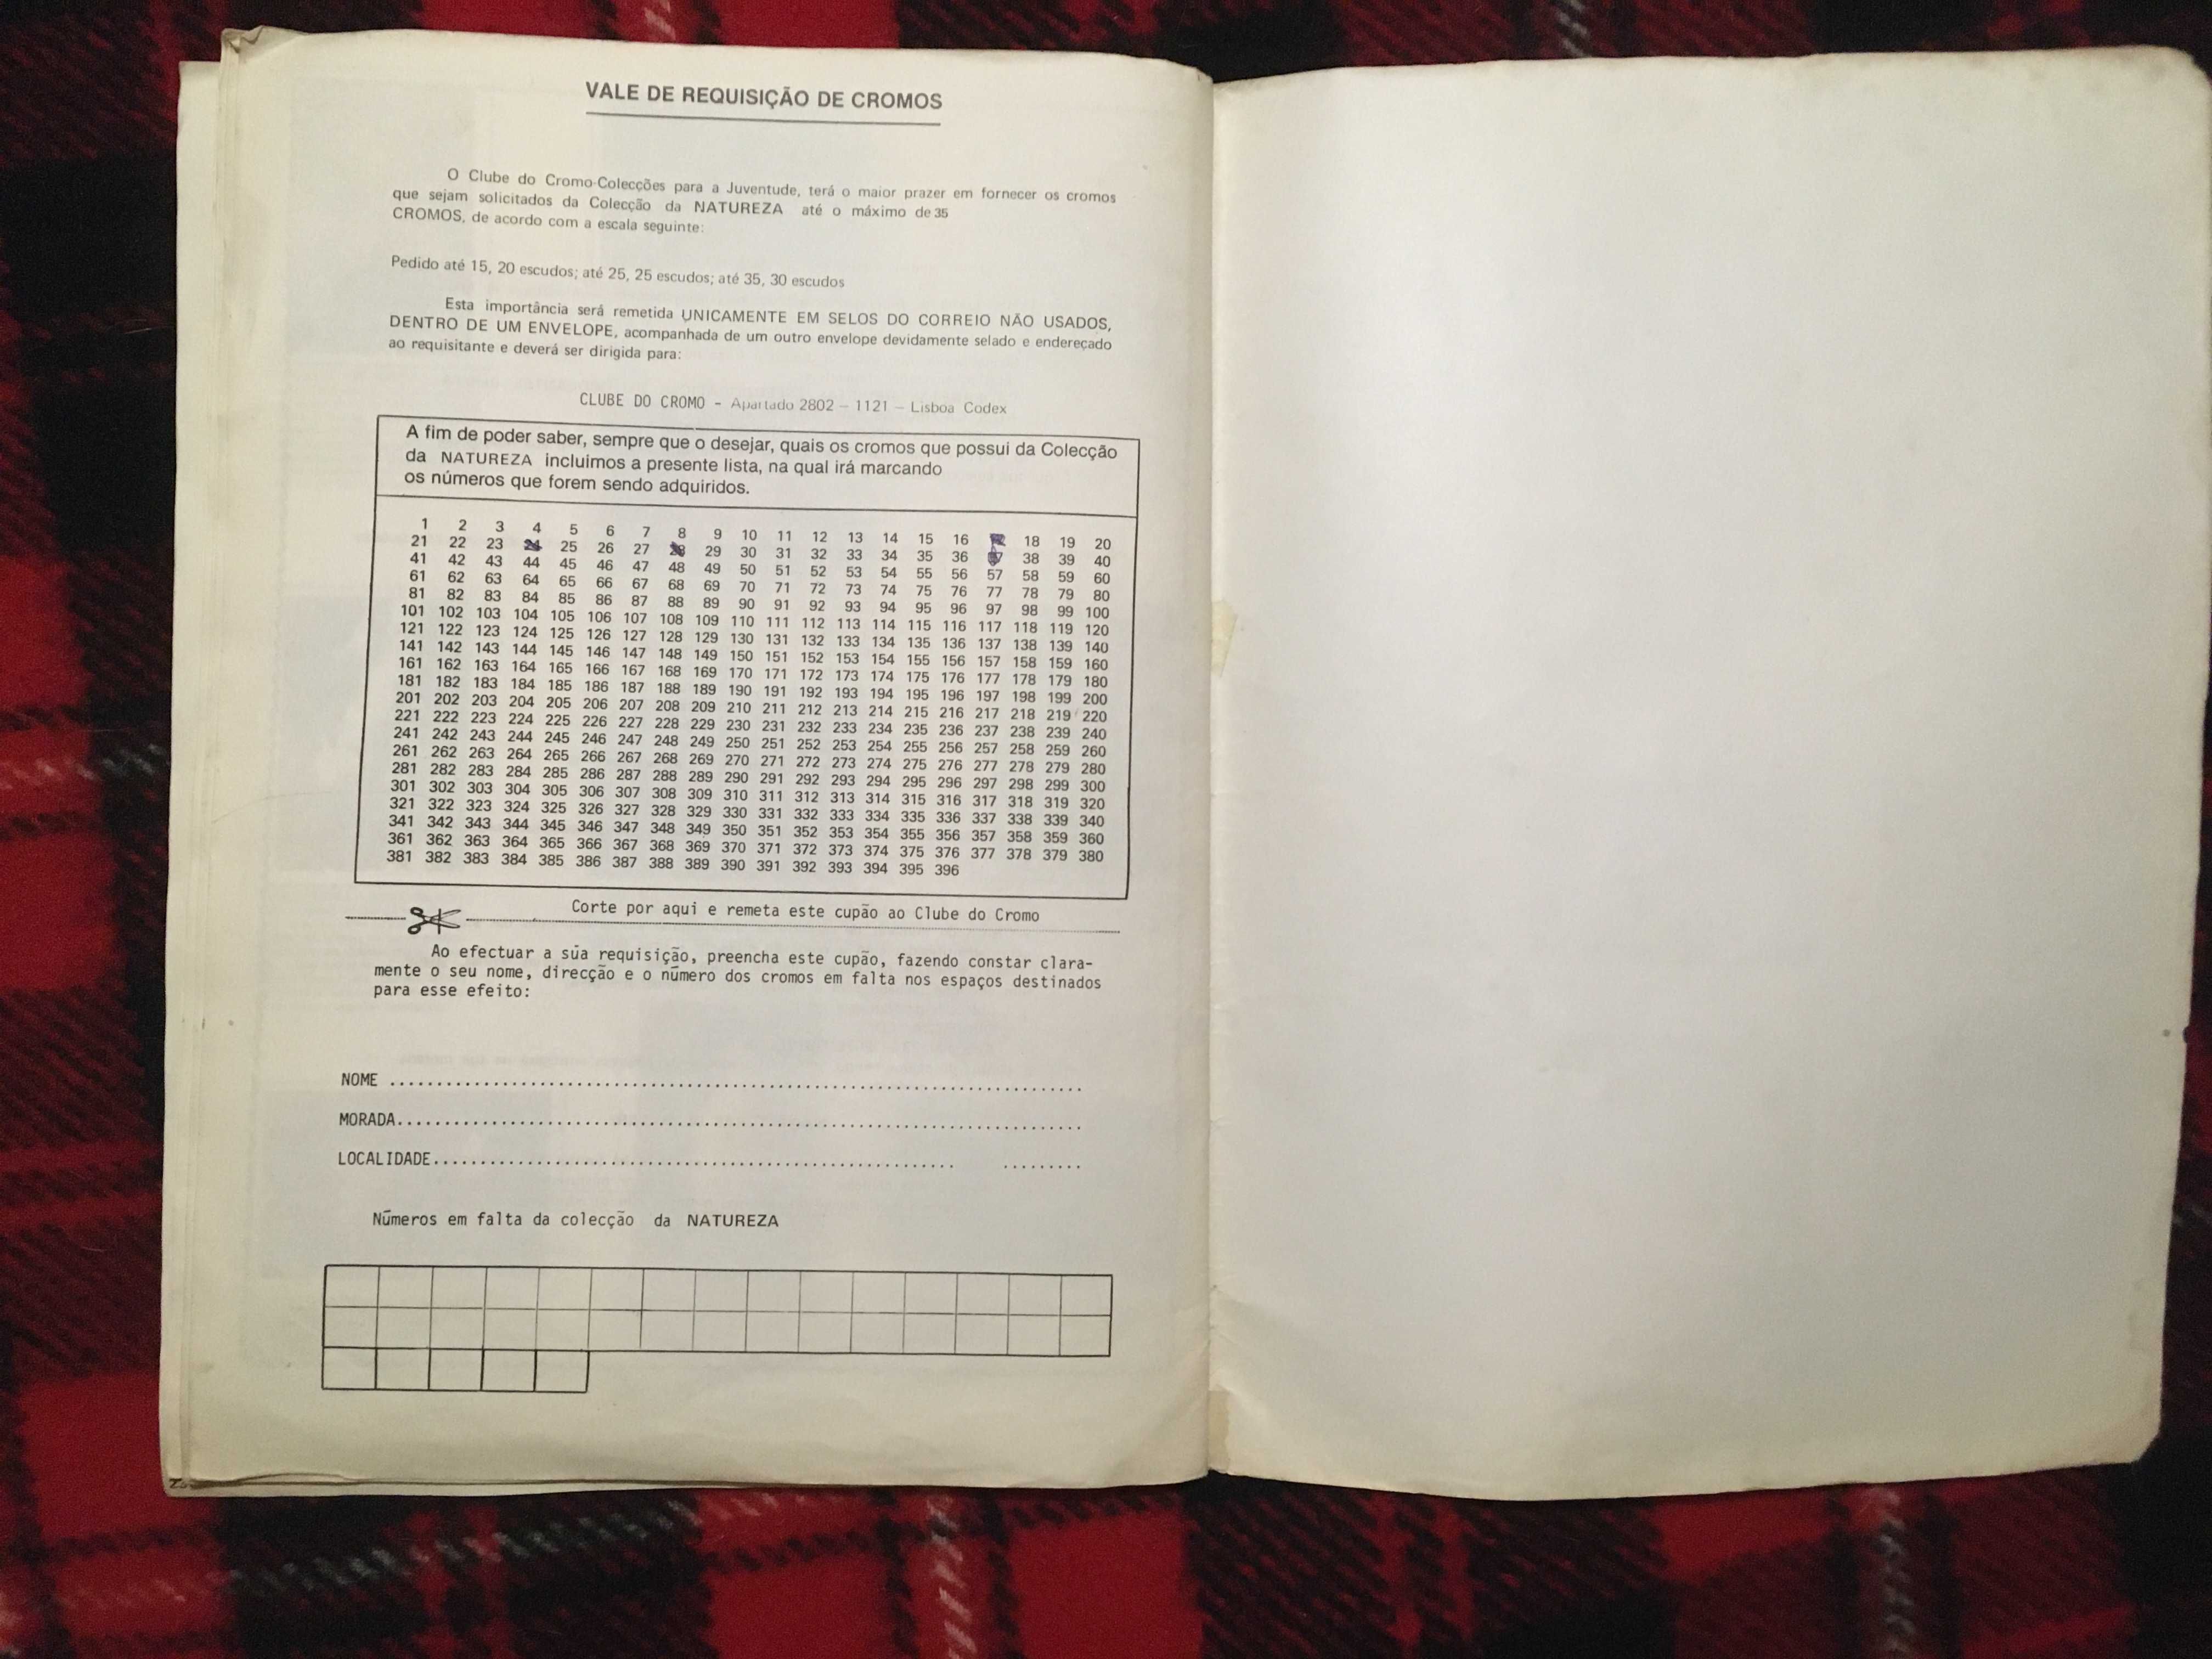 VALE DE REQUISIÇÃO DE CROMOS
O Clube do Cromo-Colecções para a Juventude, terá o maior prazer em fornecer os cromos
que sejam solicitados da Colecção da NATUREZA até o máximo de 35
CROMOS, de acordo com a escala seguinte:
Pedido até 15, 20 escudos; até 25, 25 escudos; até 35, 30 escudos
Esta importância será remetida UNICAMENTE EM SELOS DO CORREIO NÃO USADOS,
DENTRO DE UM ENVELOPE, acompanhada de um outro envelope devidamente selado e endereçado
ao requisitante e deverá ser dirigida para:
CLUBE DO CROMO - Apartado 2802 – 1121 – Lisboa Codex
A fim de poder saber, sempre que o desejar, quais os cromos que possui da Colecção
da NATUREZA incluimos a presente lista, na qual irá marcando
os números que forem sendo adquiridos.
1 2 3 4 5 6 7 8 9 10 11 12 13 14 15 16 18 19 20
21 22 23 24 25 26 27 28 29 30 31 32 33 34 35 36 37 38 39 40
41 42 43 44 45 46 47 48 49 50 51 52 53 54 55 56 57 58 59 60
61 62 63 64 65 66 67 68 69 70 71 72 73 74 75 76 77 78 79 80
81 82 83 84 85 86 87 88 89 90 91 92 93 94 95 96 97 98 99 100
101 102 103 104 105 106 107 108 109 110 111 112 113 114 115 116 117 118 119 120
121 122 123 124 125 126 127 128 129 130 131 132 133 134 135 136 137 138 139 140
141 142 143 144 145 146 147 148 149 150 151 152 153 154 155 156 157 158 159 160
161 162 163 164 165 166 167 168 169 170 171 172 173 174 175 176 177 178 179 180
181 182 183 184 185 186 187 188 189 190 191 192 193 194 195 196 197 198 199 200
201 202 203 204 205 206 207 208 209 210 211 212 213 214 215 216 217 218 219 220
221 222 223 224 225 226 227 228 229 230 231 232 233 234 235 236 237 238 239 240
241 242 243 244 245 246 247 248 249 250 251 252 253 254 255 256 257 258 259 260
261 262 263 264 265 266 267 268 269 270 271 272 273 274 275 276 277 278 279 280
281 282 283 284 285 286 287 288 289 290 291 292 293 294 295 296 297 298 299 300
301 302 303 304 305 306 307 308 309 310 311 312 313 314 315 316 317 318 319 320
321 322 323 324 325 326 327 328 329 330 331 332 333 334 335 336 337 338 339 340
341 342 343 344 345 346 347 348 349 350 351 352 353 354 355 356 357 358 359 360
361 362 363 364 365 366 367 368 369 370 371 372 373 374 375 376 377 378 379 380
381 382 383 384 385 386 387 388 389 390 391 392 393 394 395 396
Corte por aqui e remeta este cupão ao Clube do Cromo
Ao efectuar a súa requisição, preencha este cupão, fazendo constar clara-
mente o seu nome, direcção e o número dos cromos em falta nos espaços destinados
para esse efeito:
NOME
MORADA
LOCALIDADE
Números em falta da colecção da NATUREZA